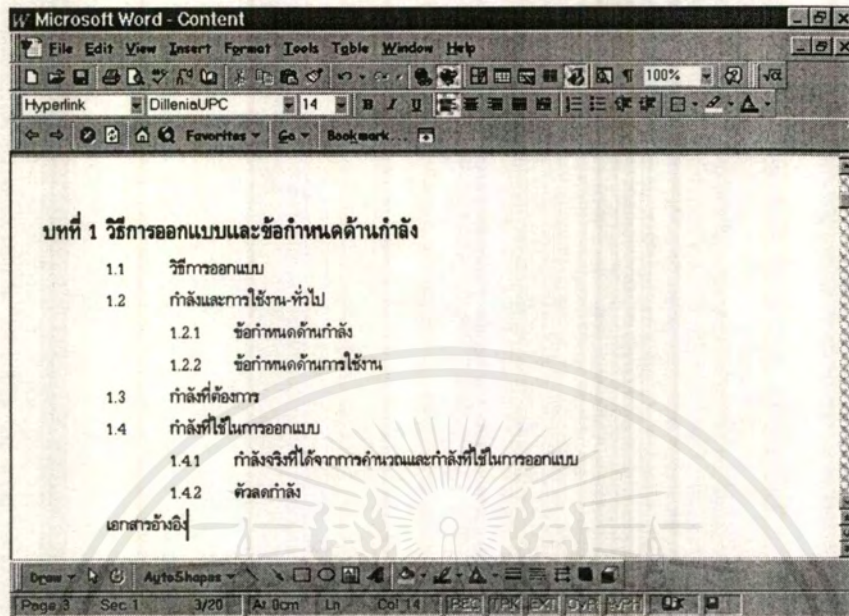 Microsoft Word - Content
File Edit View Insert Format Tools Table Window Help
100%
Hyperlink DilleniaUPC 14 B I U
Favorites Go Bookmark...
บทที่ 1 วิธีการออกแบบและข้อกำหนดด้านกำลัง
1.1 วิธีการออกแบบ
1.2 กำลังและการใช้งาน-ทั่วไป
1.2.1 ข้อกำหนดด้านกำลัง
1.2.2 ข้อกำหนดด้านการใช้งาน
1.3 กำลังที่ต้องการ
1.4 กำลังที่ใช้ในการออกแบบ
1.4.1 กำลังจริงที่ได้จากการคำนวณและกำลังที่ใช้ในการออกแบบ
1.4.2 ตัวลดกำลัง
เอกสารอ้างอิง
Draw AutoShapes
Page 3 Sec 1 3/20 At 0cm Ln Col 14 REC TRK EXT OVR WPH